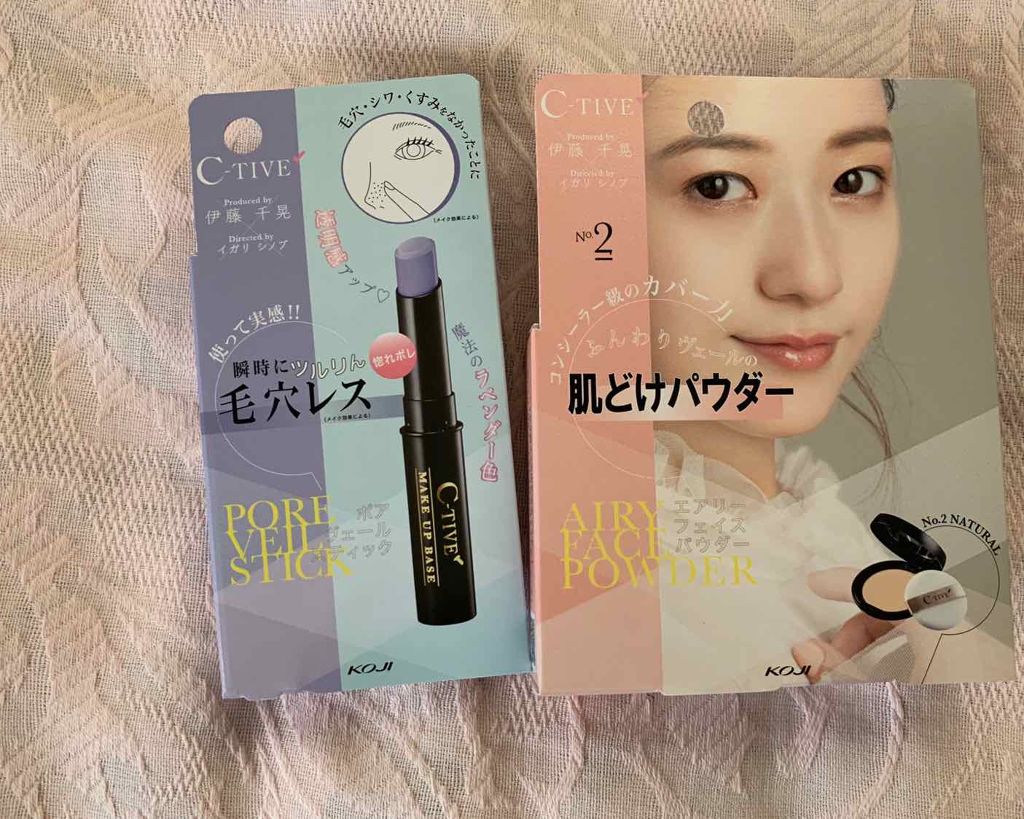 C-TIVE
Produced by
伊藤 千晃
Directed by
イガリ シノブ
毛穴・シワ・くすみをなかったことに
(メイク効果による)
透明感
アップ♡
使って実感!!
瞬時にツルリん
毛穴レス
(メイク効果による)
惚れポレ
魔法のラベンダー色
C-TIVE
MAKE UP BASE
PORE
VEIL
STICK
ポア
ヴェール
スティック
KOJI
C-TIVE
Produced by
伊藤 千晃
Directed by
イガリ シノブ
No.2
コンシーラー級のカバー力
ふんわりヴェールの
肌どけパウダー
AIRY
FACE
POWDER
エアリー
フェイス
パウダー
No.2 NATURAL
C-TIVE
KOJI